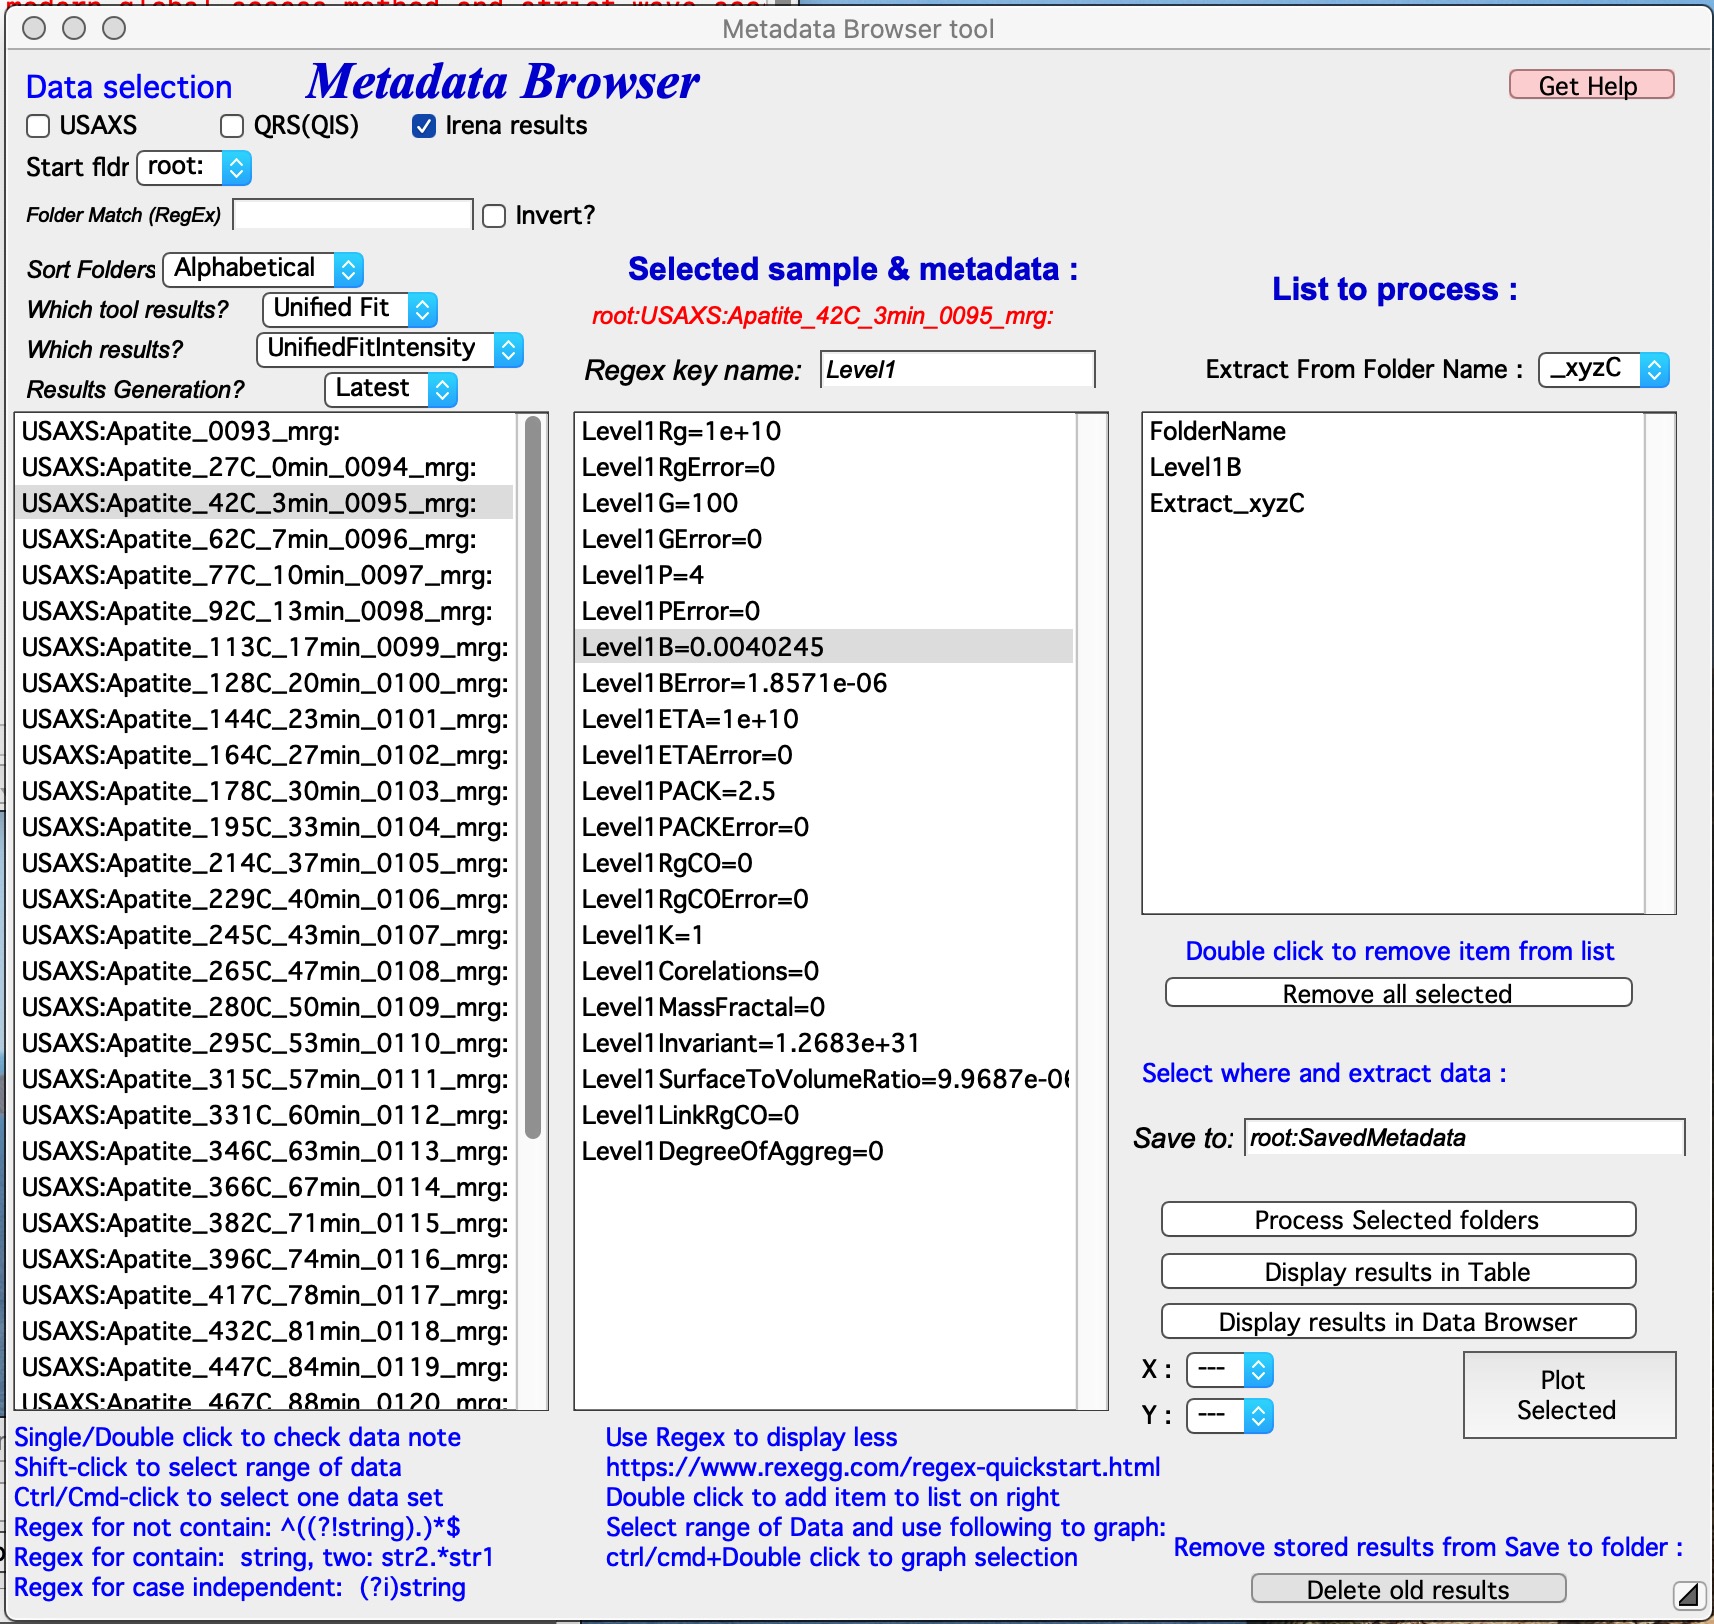 Metadata Browser tool
Data selection
Metadata Browser
Get Help
USAXS
QRS(QIS)
Irena results
Start fldr root:
Folder Match (RegEx)
Invert?
Sort Folders Alphabetical
Which tool results? Unified Fit
Which results? UnifiedFitIntensity
Results Generation? Latest
USAXS:Apatite_0093_mrg:
USAXS:Apatite_27C_0min_0094_mrg:
USAXS:Apatite_42C_3min_0095_mrg:
USAXS:Apatite_62C_7min_0096_mrg:
USAXS:Apatite_77C_10min_0097_mrg:
USAXS:Apatite_92C_13min_0098_mrg:
USAXS:Apatite_113C_17min_0099_mrg:
USAXS:Apatite_128C_20min_0100_mrg:
USAXS:Apatite_144C_23min_0101_mrg:
USAXS:Apatite_164C_27min_0102_mrg:
USAXS:Apatite_178C_30min_0103_mrg:
USAXS:Apatite_195C_33min_0104_mrg:
USAXS:Apatite_214C_37min_0105_mrg:
USAXS:Apatite_229C_40min_0106_mrg:
USAXS:Apatite_245C_43min_0107_mrg:
USAXS:Apatite_265C_47min_0108_mrg:
USAXS:Apatite_280C_50min_0109_mrg:
USAXS:Apatite_295C_53min_0110_mrg:
USAXS:Apatite_315C_57min_0111_mrg:
USAXS:Apatite_331C_60min_0112_mrg:
USAXS:Apatite_346C_63min_0113_mrg:
USAXS:Apatite_366C_67min_0114_mrg:
USAXS:Apatite_382C_71min_0115_mrg:
USAXS:Apatite_396C_74min_0116_mrg:
USAXS:Apatite_417C_78min_0117_mrg:
USAXS:Apatite_432C_81min_0118_mrg:
USAXS:Apatite_447C_84min_0119_mrg:
USAXS:Apatite_467C_88min_0120_mrg:
Single/Double click to check data note
Shift-click to select range of data
Ctrl/Cmd-click to select one data set
Regex for not contain: ^((?!string).)*$
Regex for contain: string, two: str2.*str1
Regex for case independent: (?i)string
Selected sample & metadata :
root:USAXS:Apatite_42C_3min_0095_mrg:
Regex key name: Level1
Level1Rg=1e+10
Level1RgError=0
Level1G=100
Level1GError=0
Level1P=4
Level1PError=0
Level1B=0.0040245
Level1BError=1.8571e-06
Level1ETA=1e+10
Level1ETAError=0
Level1PACK=2.5
Level1PACKError=0
Level1RgCO=0
Level1RgCOError=0
Level1K=1
Level1Corelations=0
Level1MassFractal=0
Level1Invariant=1.2683e+31
Level1SurfaceToVolumeRatio=9.9687e-06
Level1LinkRgCO=0
Level1DegreeOfAggreg=0
Use Regex to display less
https://www.rexegg.com/regex-quickstart.html
Double click to add item to list on right
Select range of Data and use following to graph:
ctrl/cmd+Double click to graph selection
List to process :
Extract From Folder Name : _xyzC
FolderName
Level1B
Extract_xyzC
Double click to remove item from list
Remove all selected
Select where and extract data :
Save to: root:SavedMetadata
Process Selected folders
Display results in Table
Display results in Data Browser
X : ---
Y : ---
Plot
Selected
Remove stored results from Save to folder :
Delete old results